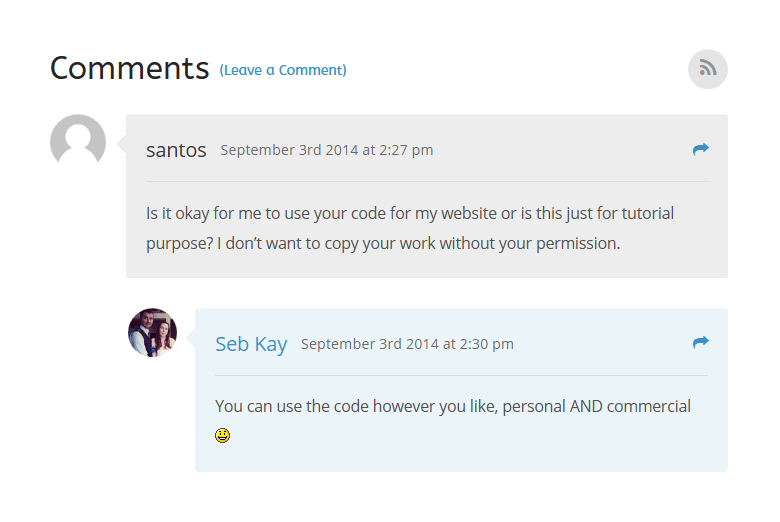 Comments (Leave a Comment)
santos September 3rd 2014 at 2:27 pm
Is it okay for me to use your code for my website or is this just for tutorial
purpose? I don’t want to copy your work without your permission.
Seb Kay September 3rd 2014 at 2:30 pm
You can use the code however you like, personal AND commercial